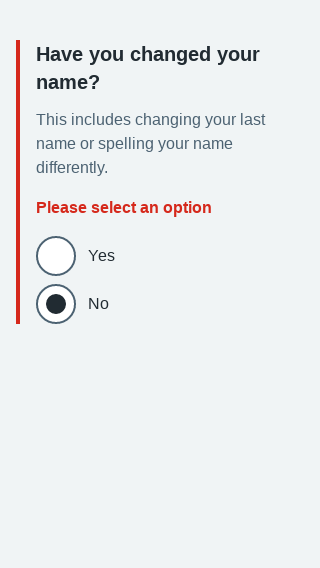 Have you changed your
name?
This includes changing your last
name or spelling your name
differently.
Please select an option
Yes
No